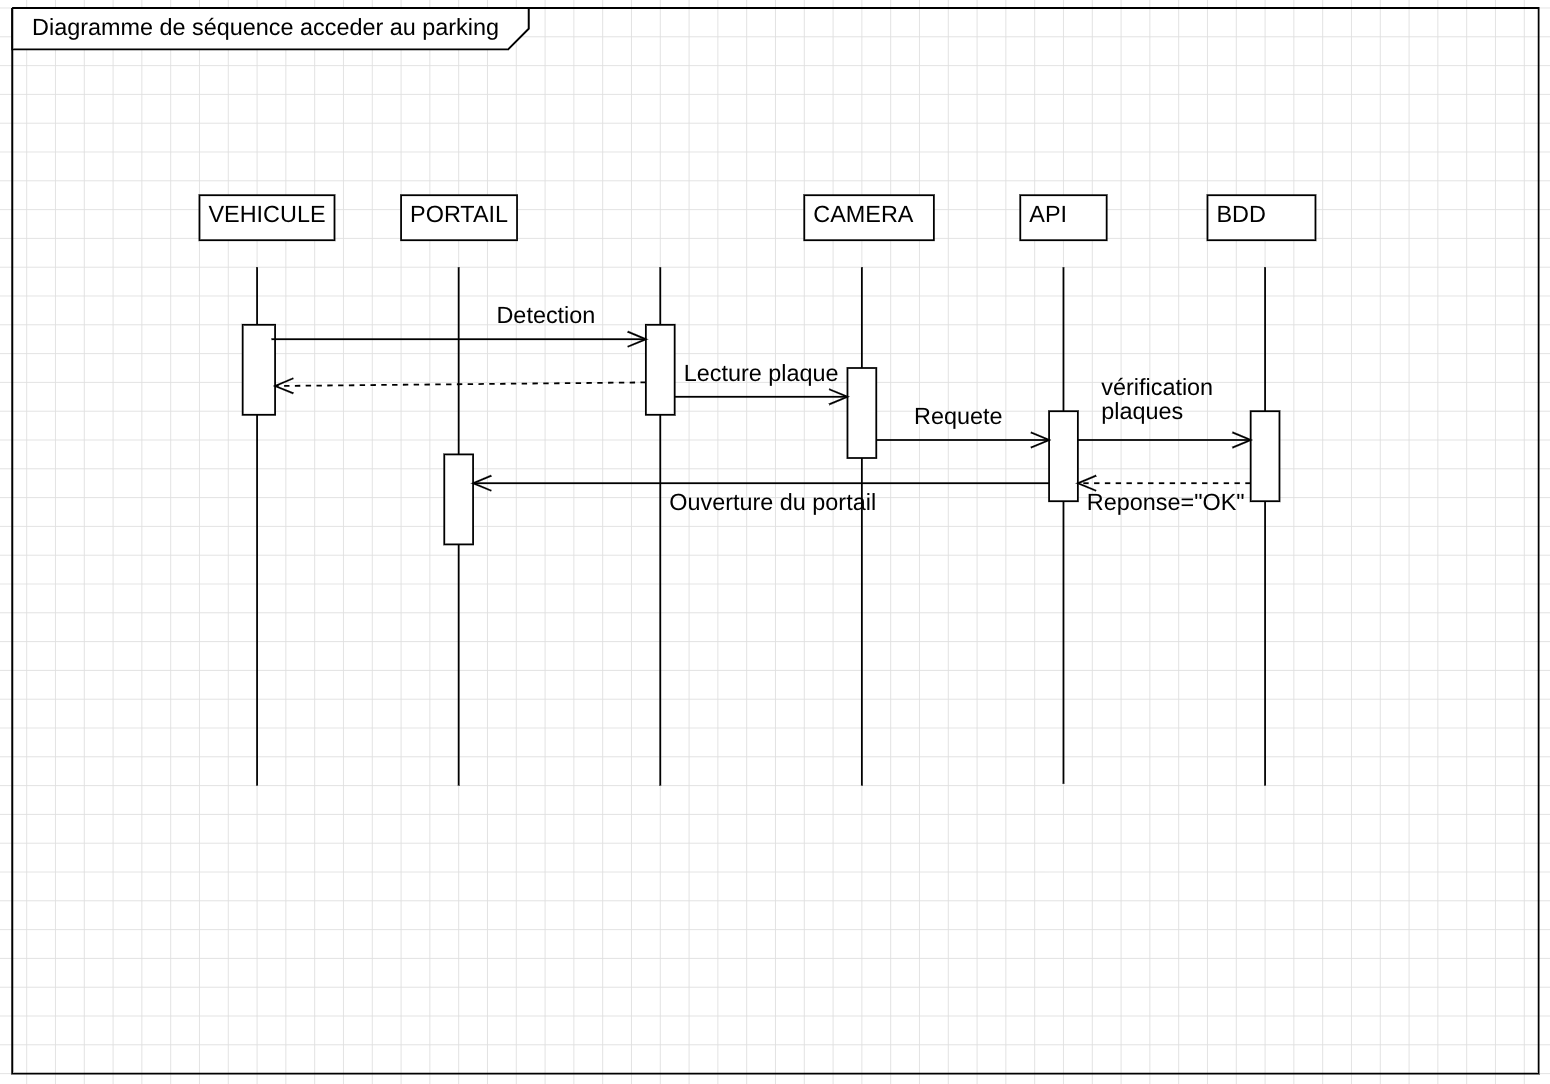 Diagramme de séquence acceder au parking
VEHICULE
PORTAIL
CAMERA
API
BDD
Detection
Lecture plaque
vérification
plaques
Requete
Ouverture du portail
Reponse="OK"